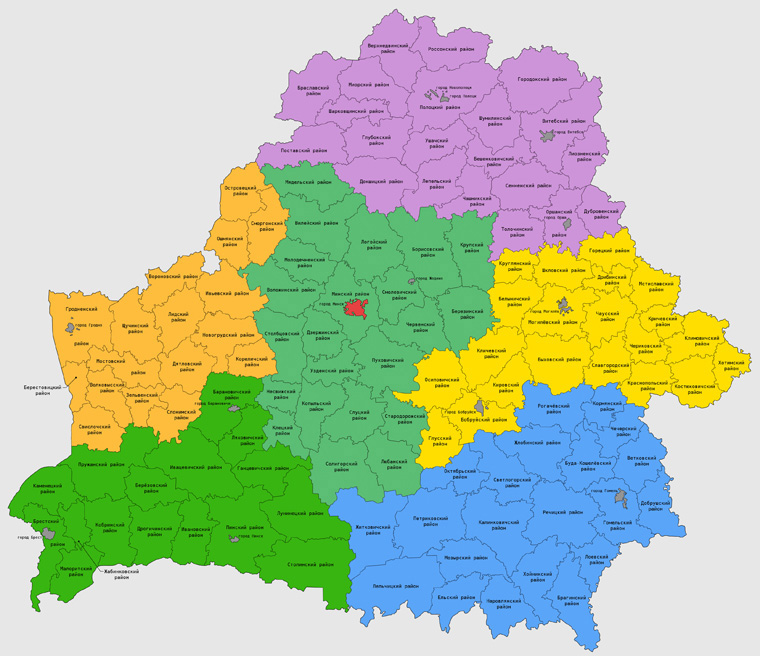 Верхнедвинский
район
Россонский район
Городокский район
Браславский
район
Миорский район
город Новополоцк
город Полоцк
Полоцкий район
Шарковщинский район
Шумилинский
район
Витебский район
город Витебск
Глубокский
район
Ушачский
район
Поставский район
Бешенковичский
район
Лиозненский
район
Докшицкий район
Лепельский
район
Сенненский район
Чашникский
район
Оршанский
город Орша
район
Дубровенский
район
Толочинский
район
Островецкий
район
Мядельский район
Сморгонский
район
Ошмянский
район
Вилейский район
Логойский
район
Борисовский
район
Крупский
район
Молодечненский
район
Вороновский район
Ивьевский
район
Воложинский район
Минский район
город Минск
Смолевичский
район
город Жодино
Березинский
район
Червенский
район
Столбцовский
район
Дзержинский
район
Пуховичский
район
Узденский район
Круглянский
район
Шкловский район
Горецкий район
Дрибинский
район
Мстиславский
район
Белыничский
район
город Могилёв
Могилёвский район
Чаусский
район
Кричевский
район
Климовичский
район
Чериковский
район
Хотимский
район
Кличевский
район
Быховский район
Славгородский
район
Краснопольский
район
Костюковичский
район
Осиповичский
район
Кировский
район
город Бобруйск
Бобруйский район
Глусский
район
Гродненский
город Гродно
район
Щучинский
район
Лидский
район
Новогрудский
район
Мостовский
район
Дятловский
район
Кореличский
район
Берестовицкий
район
Волковысский
район
Зельвенский
район
Слонимский
район
Свислочский
район
Барановичский
район
город Барановичи
Несвижский
район
Копыльский
район
Слуцкий
район
Стародорожский
район
Клецкий
район
Солигорский
район
Любанский
район
Ляховичский
район
Пружанский район
Ивацевичский район
Ганцевичский район
Каменецкий
район
Берёзовский
район
Лунинецкий район
Брестский
город Брест
район
Кобринский
район
Дрогичинский
район
Ивановский
район
Пинский район
город Пинск
Малоритский
район
Жабинковский
район
Столинский район
Рогачёвский
район
Кормянский
район
Чечерский
район
Жлобинский район
Буда-Кошелёвский
район
Ветковский
район
Октябрьский
район
Светлогорский
район
город Гомель
Добрушский
район
Гомельский
район
Речицкий район
Житковичский
район
Петриковский
район
Калинковичский
район
Мозырский район
Лоевский
район
Хойникский
район
Лельчицкий район
Ельский район
Наровлянский
район
Брагинский
район